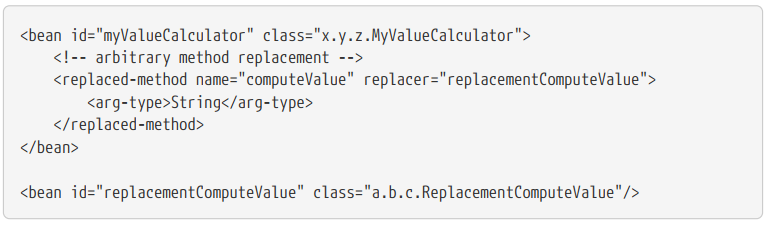 <bean id="myValueCalculator" class="x.y.z.MyValueCalculator">
    <!-- arbitrary method replacement -->
    <replaced-method name="computeValue" replacer="replacementComputeValue">
        <arg-type>String</arg-type>
    </replaced-method>
</bean>

<bean id="replacementComputeValue" class="a.b.c.ReplacementComputeValue"/>